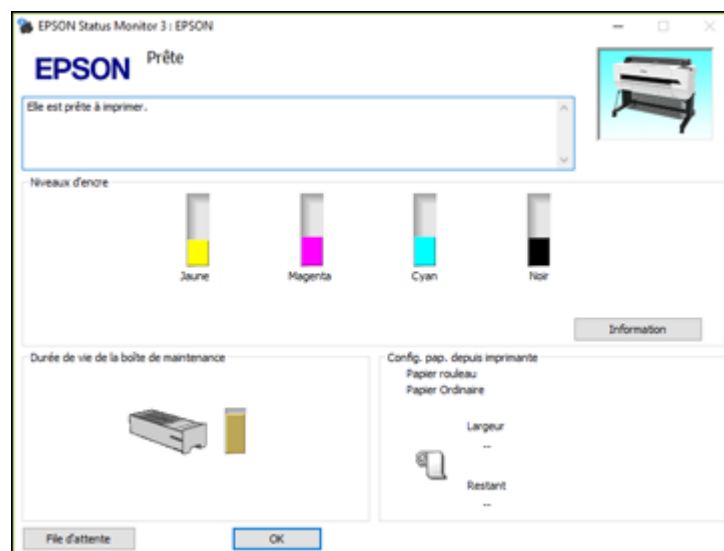 EPSON Status Monitor 3 : EPSON
EPSON
Prête
Elle est prête à imprimer.
Niveaux d'encre
Jaune
Magenta
Cyan
Noir
Information
Durée de vie de la boîte de maintenance
Config. pap. depuis imprimante
Papier rouleau
Papier Ordinaire
Largeur
--
Restant
--
File d'attente
OK